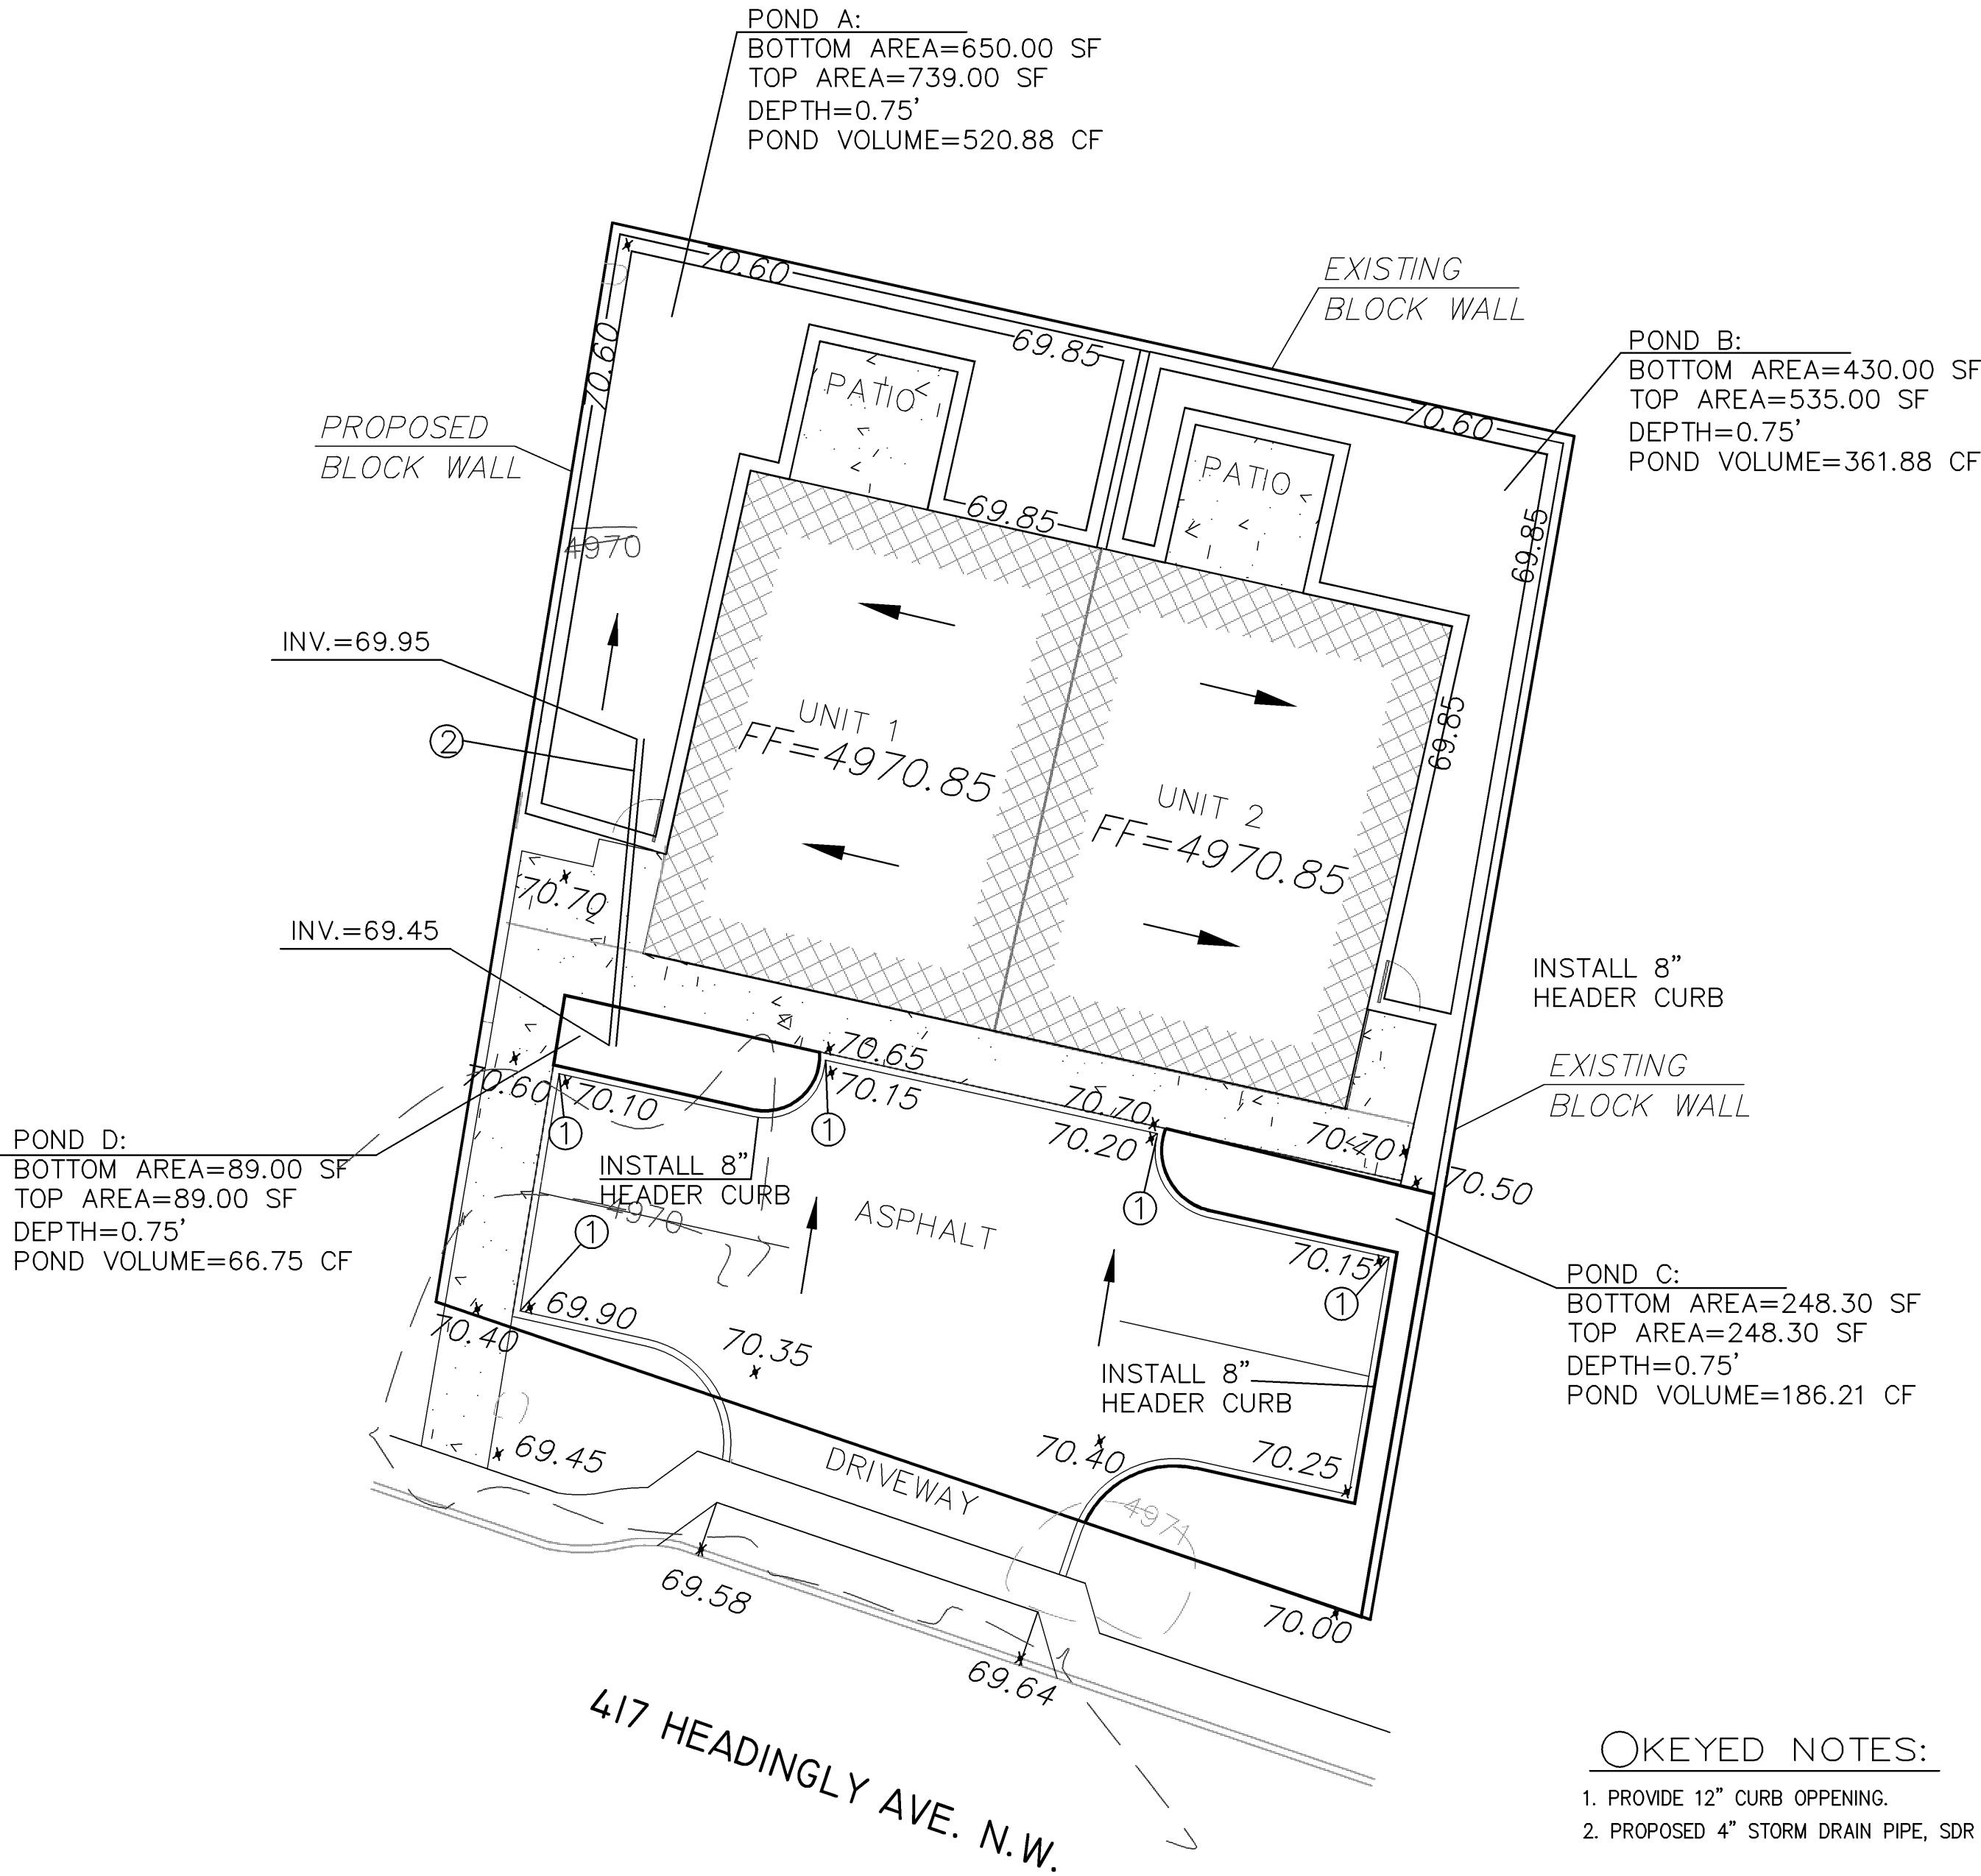 POND A:
BOTTOM AREA=650.00 SF
TOP AREA=739.00 SF
DEPTH=0.75'
POND VOLUME=520.88 CF
70.60
EXISTING
BLOCK WALL
70.60
69.85
POND B:
BOTTOM AREA=430.00 SF
TOP AREA=535.00 SF
DEPTH=0.75'
POND VOLUME=361.88 CF
PATIO
70.60
PROPOSED
BLOCK WALL
PATIO
69.85
69.85
4970
INV.=69.95
69.85
2
UNIT 1
FF=4970.85
UNIT 2
FF=4970.85
70.70
INV.=69.45
INSTALL 8"
HEADER CURB
70.65
70.60
70.10
70.15
EXISTING
BLOCK WALL
70.70
1
1
70.20
70.70
POND D:
BOTTOM AREA=89.00 SF
TOP AREA=89.00 SF
DEPTH=0.75'
POND VOLUME=66.75 CF
INSTALL 8"
HEADER CURB
70.50
1
4970
ASPHALT
1
70.15
1
POND C:
BOTTOM AREA=248.30 SF
TOP AREA=248.30 SF
DEPTH=0.75'
POND VOLUME=186.21 CF
69.90
70.40
70.35
INSTALL 8"
HEADER CURB
69.45
70.40
70.25
DRIVEWAY
4971
69.58
70.00
69.64
417 HEADINGLY AVE. N.W.
KEYED NOTES:
1. PROVIDE 12" CURB OPPENING.
2. PROPOSED 4" STORM DRAIN PIPE, SDR